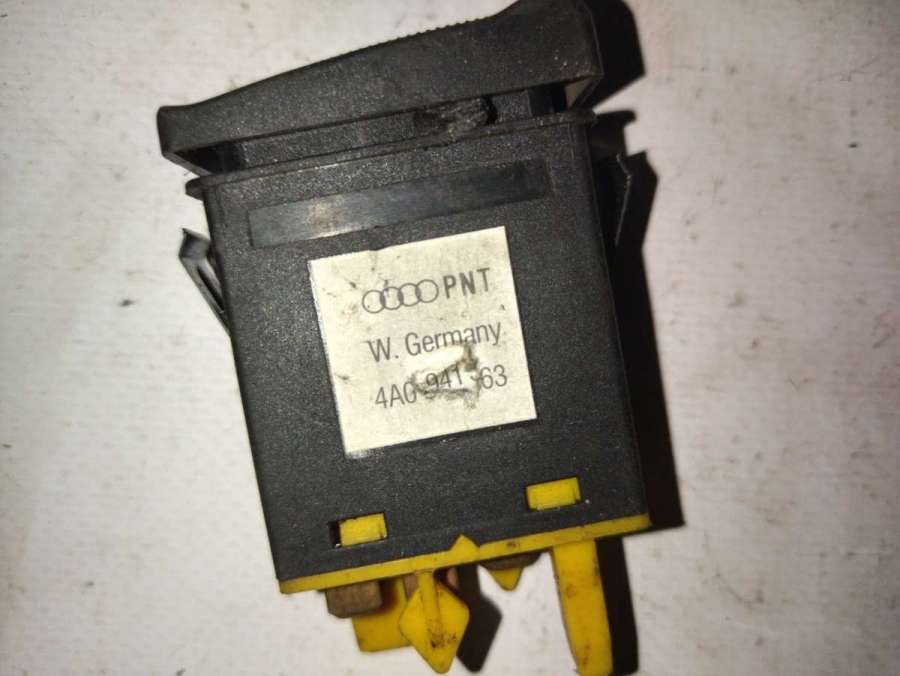 PNT
W. Germany
4A0 941 63